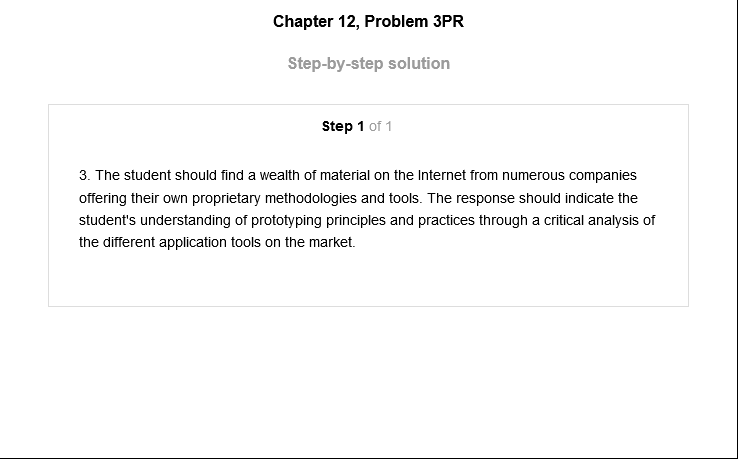 Chapter 12, Problem 3PR
Step-by-step solution
Step 1 of 1
3. The student should find a wealth of material on the Internet from numerous companies
offering their own proprietary methodologies and tools. The response should indicate the
student's understanding of prototyping principles and practices through a critical analysis of
the different application tools on the market.